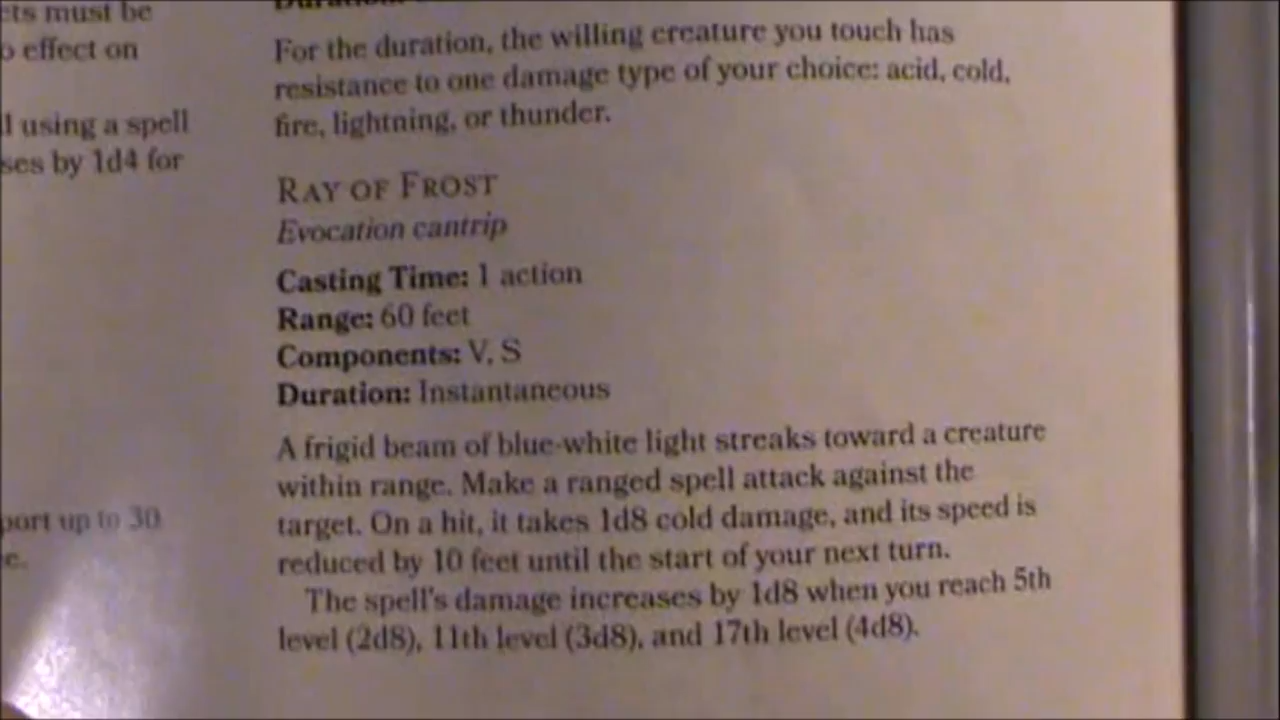 cts must be
o effect on
l using a spell
ses by 1d4 for
port up to 30
e.
For the duration, the willing creature you touch has
resistance to one damage type of your choice: acid, cold,
fire, lightning, or thunder.
RAY OF FROST
Evocation cantrip
Casting Time: 1 action
Range: 60 feet
Components: V, S
Duration: Instantaneous
A frigid beam of blue-white light streaks toward a creature
within range. Make a ranged spell attack against the
target. On a hit, it takes 1d8 cold damage, and its speed is
reduced by 10 feet until the start of your next turn.
The spell's damage increases by 1d8 when you reach 5th
level (2d8), 11th level (3d8), and 17th level (4d8).